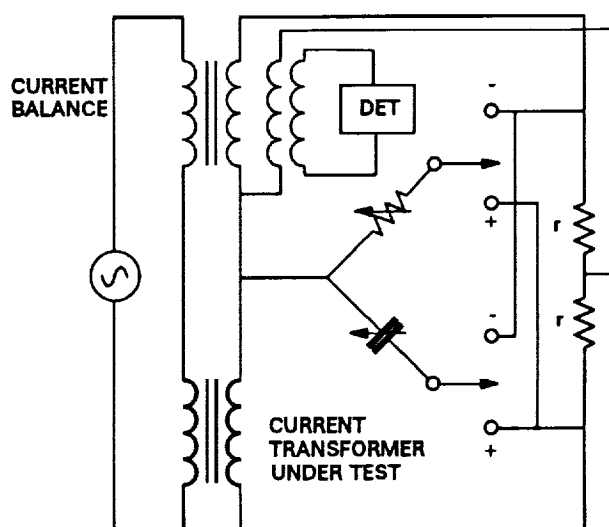 CURRENT
BALANCE
DET
-
+
r
r
-
+
CURRENT
TRANSFORMER
UNDER TEST